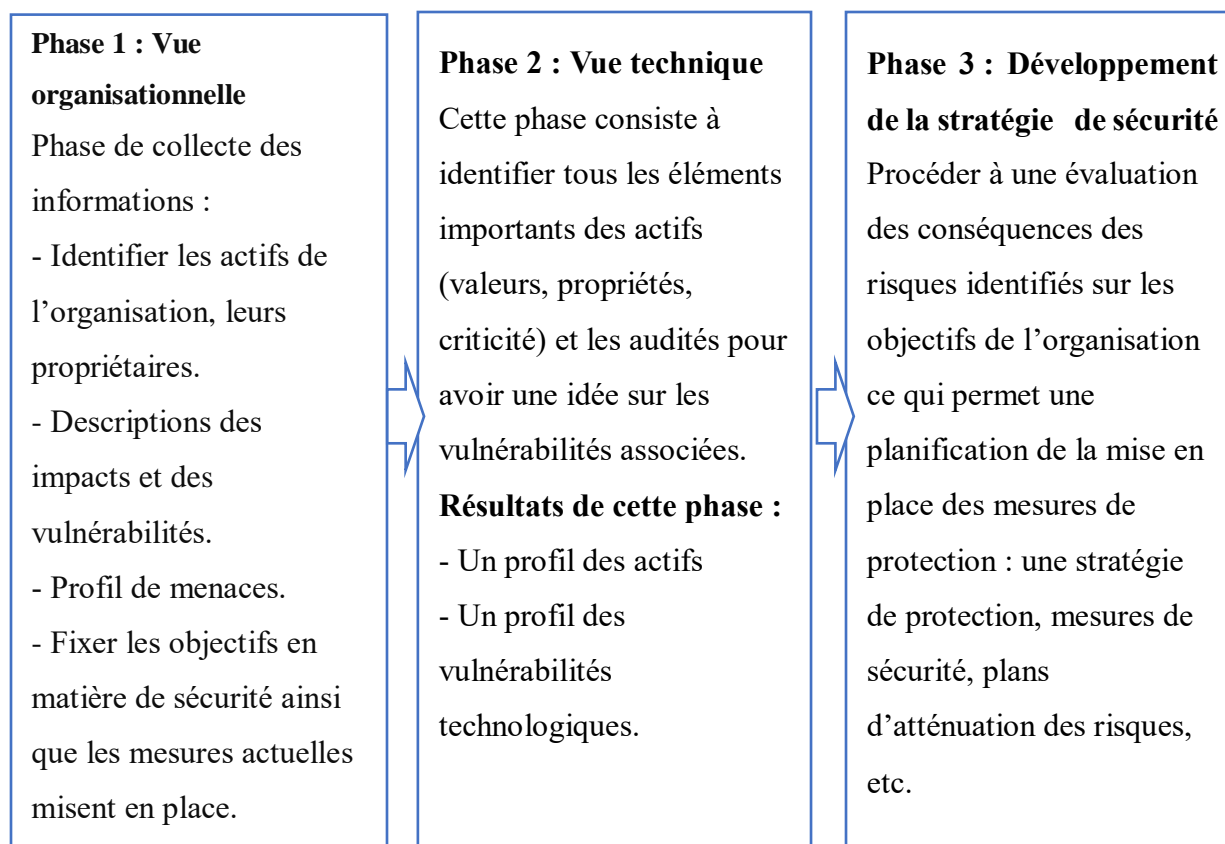 Phase 1 : Vue
organisationnelle
Phase de collecte des
informations :
- Identifier les actifs de
l’organisation, leurs
propriétaires.
- Descriptions des
impacts et des
vulnérabilités.
- Profil de menaces.
- Fixer les objectifs en
matière de sécurité ainsi
que les mesures actuelles
misent en place.
Phase 2 : Vue technique
Cette phase consiste à
identifier tous les éléments
importants des actifs
(valeurs, propriétés,
criticité) et les audités pour
avoir une idée sur les
vulnérabilités associées.
Résultats de cette phase :
- Un profil des actifs
- Un profil des
vulnérabilités
technologiques.
Phase 3 : Développement
de la stratégie de sécurité
Procéder à une évaluation
des conséquences des
risques identifiés sur les
objectifs de l’organisation
ce qui permet une
planification de la mise en
place des mesures de
protection : une stratégie
de protection, mesures de
sécurité, plans
d’atténuation des risques,
etc.